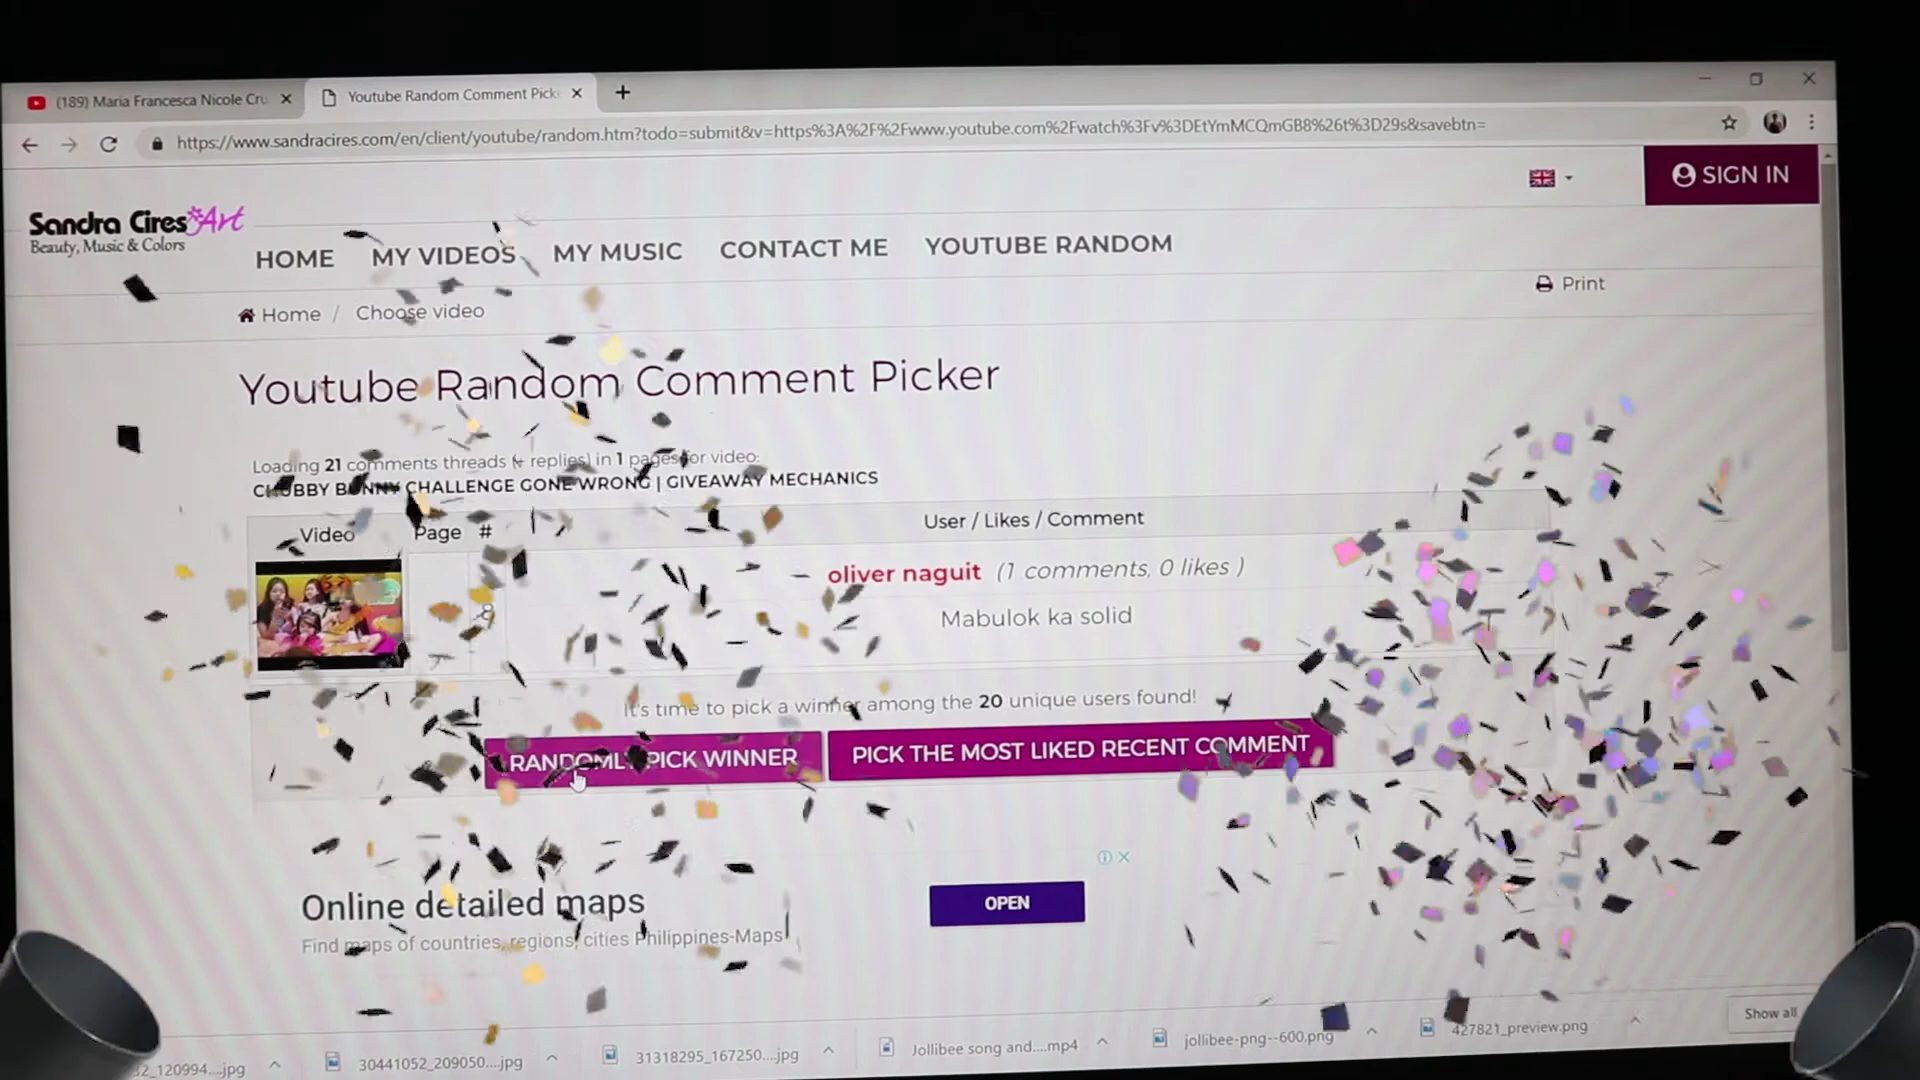 (189) Maria Francesca Nicole Cru
Youtube Random Comment Pick
https://www.sandracires.com/en/client/youtube/random.htm?todo=submit&v=https%3A%2F%2Fwww.youtube.com%2Fwatch%3Fv%3DEtYmMCQmGB8%26t%3D29s&savebtn=
SIGN IN
Sandra Cires Art
Beauty, Music & Colors
HOME MY VIDEOS MY MUSIC CONTACT ME YOUTUBE RANDOM
Print
Home / Choose video
Youtube Random Comment Picker
Loading 21 comments threads (+ replies) in 1 pages for video:
CHUBBY BUNNY CHALLENGE GONE WRONG | GIVEAWAY MECHANICS
Video Page # User / Likes / Comment
oliver naguit (1 comments, 0 likes )
Mabulok ka solid
It's time to pick a winner among the 20 unique users found!
RANDOMLY PICK WINNER PICK THE MOST LIKED RECENT COMMENT
Online detailed maps
OPEN
Find maps of countries, regions, cities Philippines-Maps
32_120994....jpg
30441052_209050....jpg
31318295_167250....jpg
Jollibee song and....mp4
jollibee-png--600.png
427821_preview.png
Show all